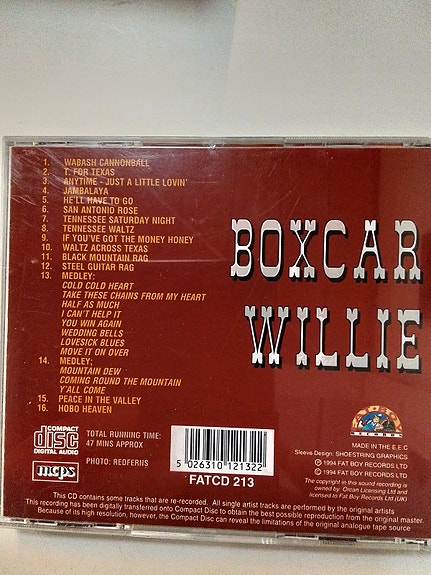 1. WABASH CANNONBALL
2. T. FOR TEXAS
3. ANYTIME - JUST A LITTLE LOVIN'
4. JAMBALAYA
5. HE'LL HAVE TO GO
6. SAN ANTONIO ROSE
7. TENNESSEE SATURDAY NIGHT
8. TENNESSEE WALTZ
9. IF YOU'VE GOT THE MONEY HONEY
10. WALTZ ACROSS TEXAS
11. BLACK MOUNTAIN RAG
12. STEEL GUITAR RAG
13. MEDLEY;
COLD COLD HEART
TAKE THESE CHAINS FROM MY HEART
HALF AS MUCH
I CAN'T HELP IT
YOU WIN AGAIN
WEDDING BELLS
LOVESICK BLUES
MOVE IT ON OVER
14. MEDLEY;
MOUNTAIN DEW
COMING ROUND THE MOUNTAIN
Y'ALL COME
15. PEACE IN THE VALLEY
16. HOBO HEAVEN
BOXCAR
WILLIE
COMPACT
disc
DIGITAL AUDIO
mcps
TOTAL RUNNING TIME:
47 MINS APPROX
PHOTO: REDFERNS
5 026310 121322
FATCD 213
MADE IN THE E.E.C
Sleeve Design: SHOESTRING GRAPHICS
℗ 1994 FAT BOY RECORDS LTD
© 1994 FAT BOY RECORDS LTD
The copyright in this sound recording is
owned by Orcan Licensing Ltd and
licensed to Fat Boy Records Ltd (UK)
This CD contains some tracks that are re-recorded. All single artist tracks are performed by the original artists
This recording has been digitally transferred onto Compact Disc to obtain the best possible reproduction from the original master.
Because of its high resolution, however, the Compact Disc can reveal the limitations of the original analogue tape source